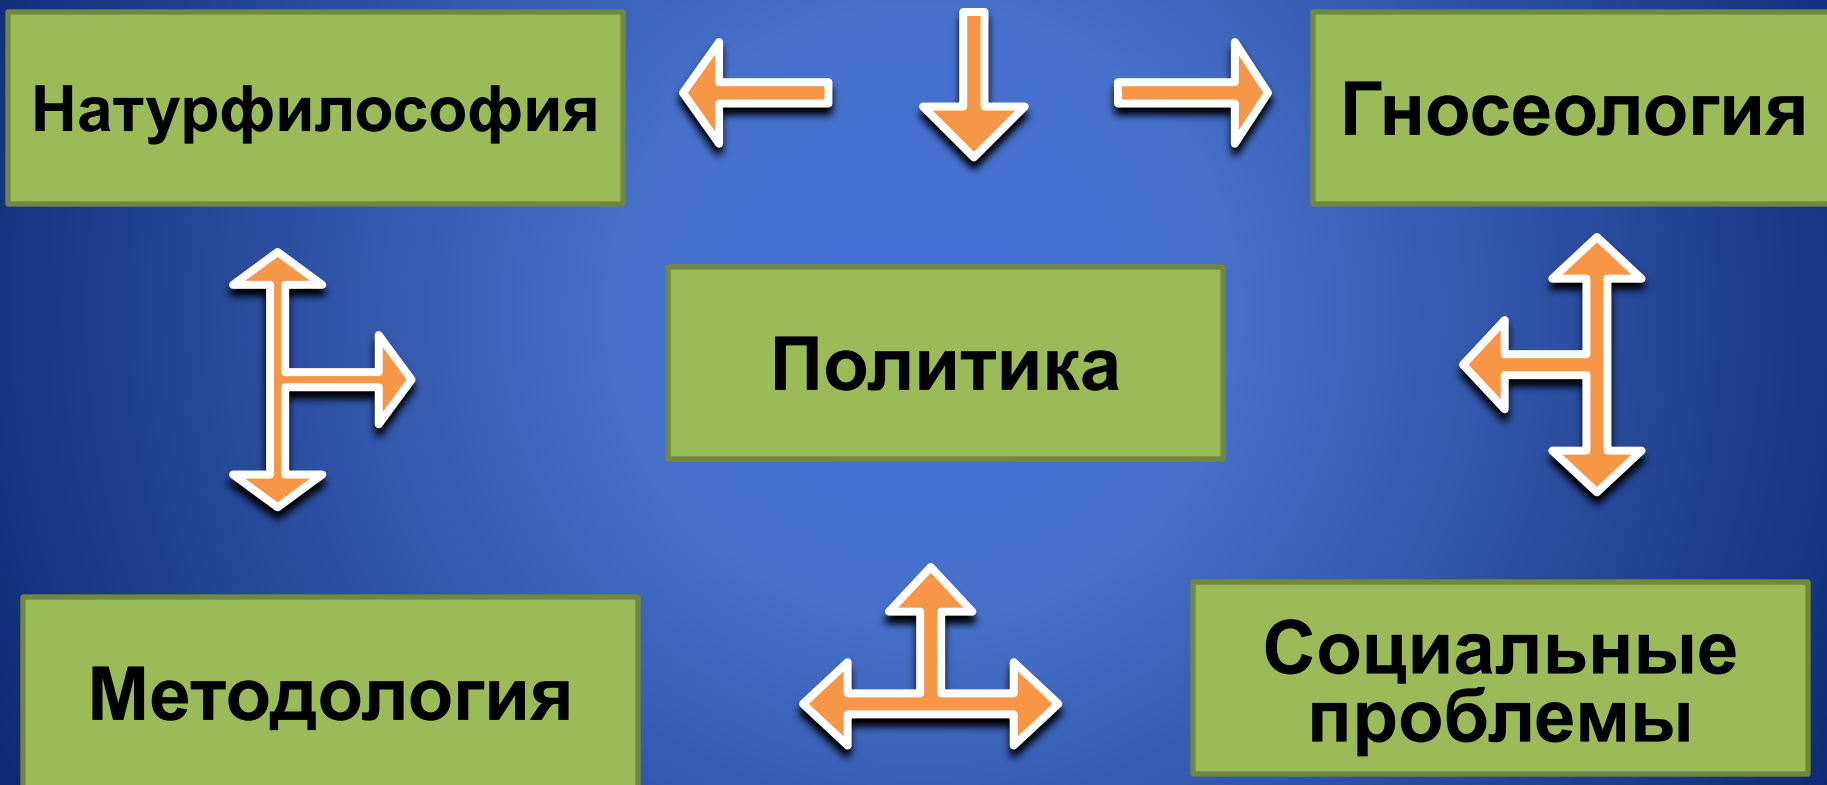 Натурфилософия
Гносеология
Политика
Методология
Социальные
проблемы